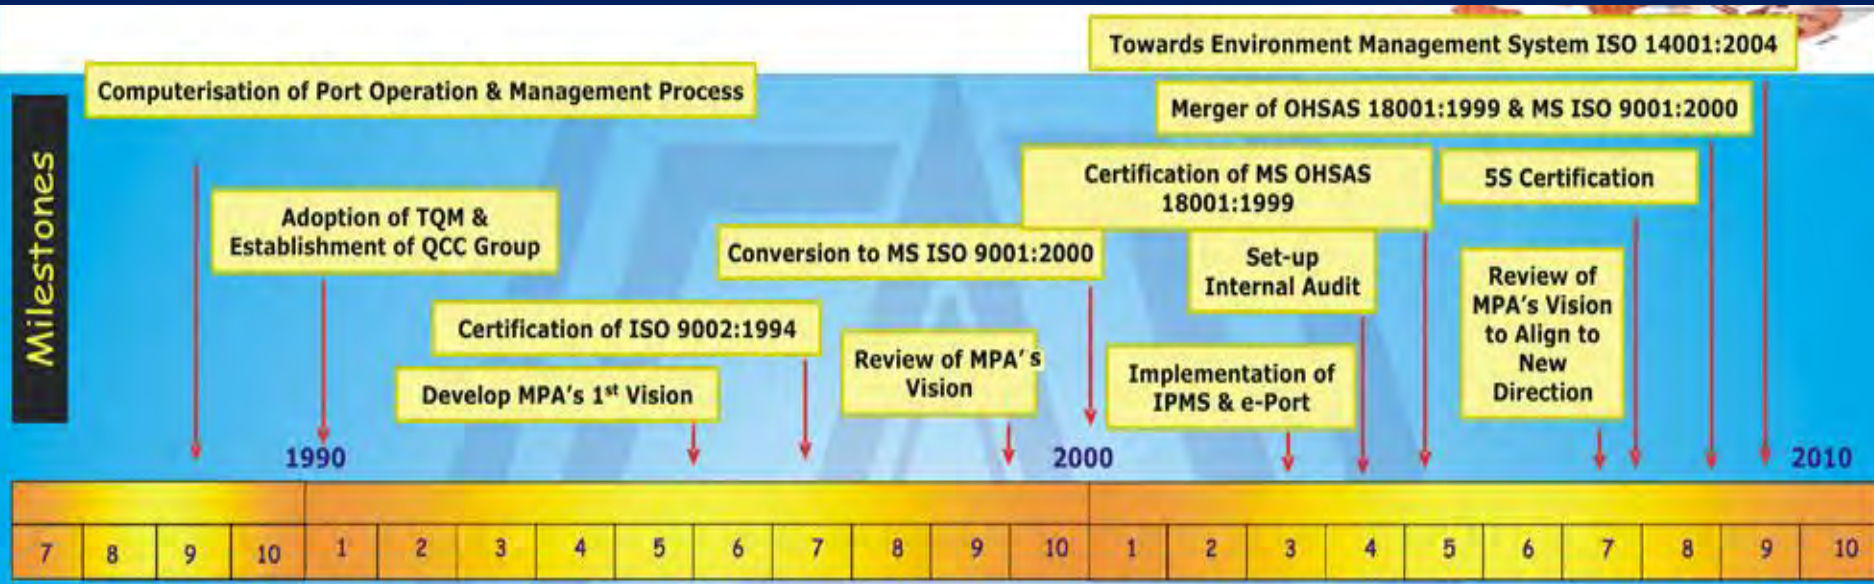 Towards Environment Management System ISO 14001:2004
Computerisation of Port Operation & Management Process
Merger of OHSAS 18001:1999 & MS ISO 9001:2000
Milestones
Certification of MS OHSAS
18001:1999
5S Certification
Adoption of TQM &
Establishment of QCC Group
Conversion to MS ISO 9001:2000
Set-up
Internal Audit
Review of
MPA's Vision
to Align to
New
Direction
Certification of ISO 9002:1994
Review of MPA's
Vision
Develop MPA's 1st Vision
Implementation of
IPMS & e-Port
1990
2000
2010
7 8 9 10 1 2 3 4 5 6 7 8 9 10 1 2 3 4 5 6 7 8 9 10